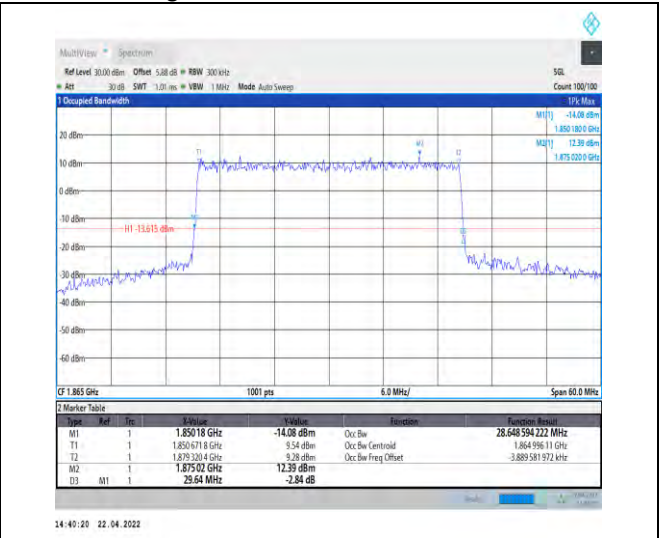 MultiView Spectrum
Ref Level 30.00 dBm Offset 5.88 dB RBW 300 kHz SGL
Att 30 dB SWT 1.01 ms VBW 1 MHz Mode Auto Sweep Count 100/100
1 Occupied Bandwidth 1Pk Max
M1[1] -14.08 dBm
1.850 180 0 GHz
20 dBm
M2[1] 12.39 dBm
1.875 020 0 GHz
T1
M2
T2
10 dBm
0 dBm
-10 dBm
H1 -13.615 dBm
-20 dBm
-30 dBm
-40 dBm
-50 dBm
-60 dBm
CF 1.865 GHz 1001 pts 6.0 MHz/ Span 60.0 MHz
2 Marker Table
Type Ref Trc X-Value Y-Value Function Function Result
M1 1 1.85018 GHz -14.08 dBm Occ Bw 28.648 594 222 MHz
T1 1 1.850 671 8 GHz 9.54 dBm Occ Bw Centroid 1.864 996 11 GHz
T2 1 1.879 320 4 GHz 9.28 dBm Occ Bw Freq Offset -3.889 581 972 kHz
M2 1 1.87502 GHz 12.39 dBm
D3 M1 1 29.64 MHz -2.84 dB
14:40:20 22.04.2022